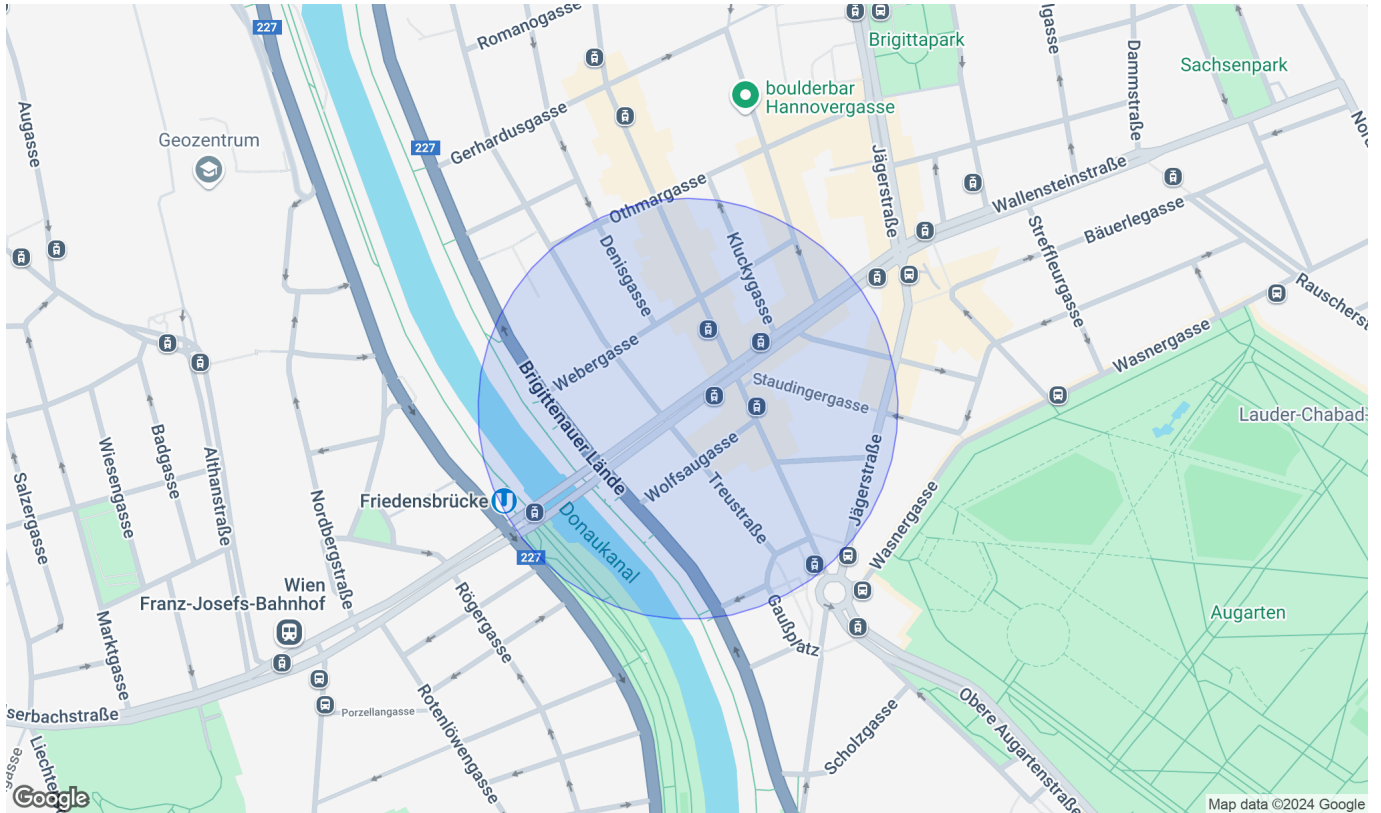 227
Romanogasse
Brigittapark
Dammstraße
Sachsenpark
boulderbar
Hannovergasse
Augasse
Geozentrum
227
Gerhardusgasse
Jägerstraße
Wallensteinstraße
Othmargasse
Bäuerlegasse
Streffleurgasse
Denisgasse
Kluckygasse
Wasnergasse
Webergasse
Staudingergasse
Brigittenauer Lände
Lauder-Chabad-
Wiesengasse
Badgasse
Althanstraße
Salzergasse
Nordbergstraße
Friedensbrücke
Wolfsaugasse
Treustraße
Jägerstraße
Wasnergasse
Donaukanal
227
Wien
Franz-Josefs-Bahnhof
Rögergasse
Gaußplatz
Augarten
Marktgasse
Porzellangasse
Rotenlöwengasse
Scholzgasse
Obere Augartenstraße
serbachstraße
Google
Map data ©2024 Google